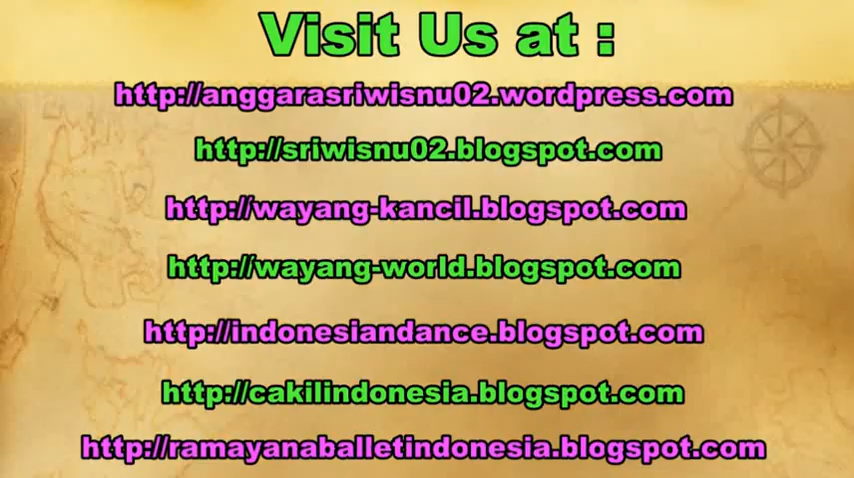 Visit Us at :
http://anggarasriwisnu02.wordpress.com
http://sriwisnu02.blogspot.com
http://wayang-kancil.blogspot.com
http://wayang-world.blogspot.com
http://indonesiandance.blogspot.com
http://cakilindonesia.blogspot.com
http://ramayanaballetindonesia.blogspot.com